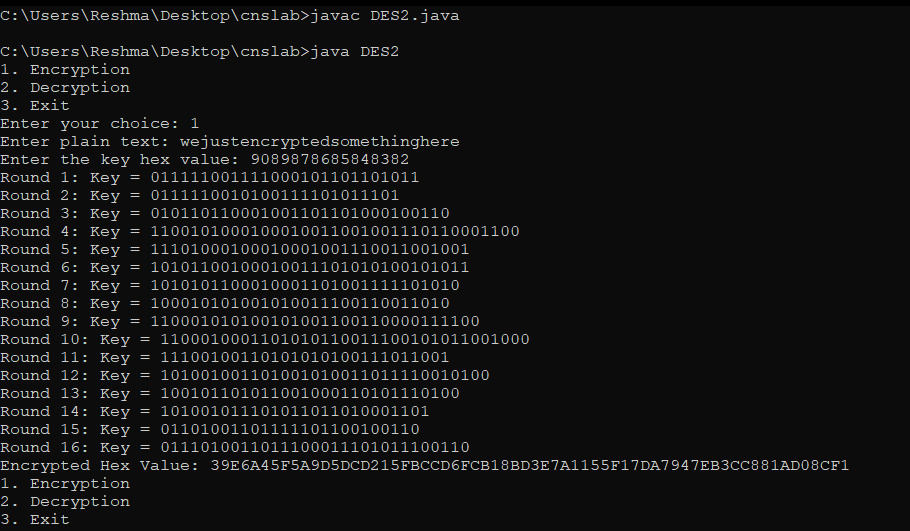 C:\Users\Reshma\Desktop\cnslab>javac DES2.java
C:\Users\Reshma\Desktop\cnslab>java DES2
1. Encryption
2. Decryption
3. Exit
Enter your choice: 1
Enter plain text: wejustencryptedsomethinghere
Enter the key hex value: 9089878685848382
Round 1: Key = 011111001111000101101101011
Round 2: Key = 0111110010100111101011101
Round 3: Key = 010110110001001101101000100110
Round 4: Key = 1100101000100010011001001110110001100
Round 5: Key = 11101000100010001001110011001001
Round 6: Key = 10101100100010011101010100101011
Round 7: Key = 1010101100010001101001111101010
Round 8: Key = 100010101001010011100110011010
Round 9: Key = 110001010100101001100110000111100
Round 10: Key = 1100010001101010110011100101011001000
Round 11: Key = 11100100110101010100111011001
Round 12: Key = 101001001101001010011011110010100
Round 13: Key = 100101101011001000110101110100
Round 14: Key = 101001011101011011010001101
Round 15: Key = 01101001101111101100100110
Round 16: Key = 0111010011011100011101011100110
Encrypted Hex Value: 39E6A45F5A9D5DCD215FBCCD6FCB18BD3E7A1155F17DA7947EB3CC881AD08CF1
1. Encryption
2. Decryption
3. Exit